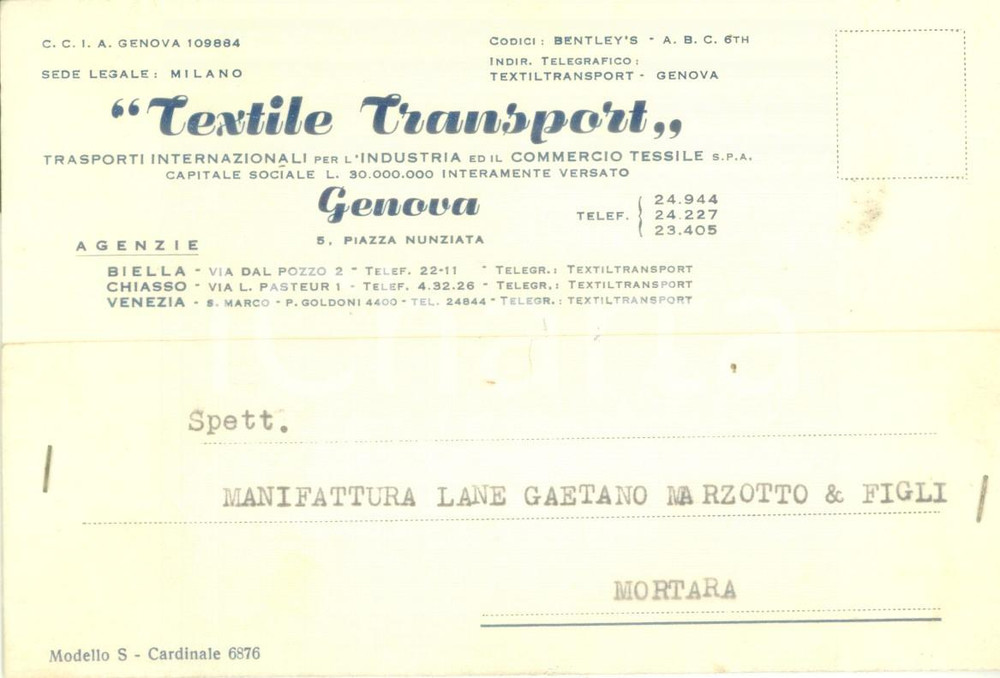 C. C. I. A. GENOVA 109884
SEDE LEGALE: MILANO
CODICI: BENTLEY'S - A. B. C. 6TH
INDIR. TELEGRAFICO:
TEXTILTRANSPORT - GENOVA
“Textile Transport„
TRASPORTI INTERNAZIONALI PER L'INDUSTRIA ED IL COMMERCIO TESSILE S.P.A.
CAPITALE SOCIALE L. 30.000.000 INTERAMENTE VERSATO
Genova
5, PIAZZA NUNZIATA
TELEF. { 24.944
24.227
23.405
AGENZIE
BIELLA - VIA DAL POZZO 2 - TELEF. 22-11 - TELEGR.: TEXTILTRANSPORT
CHIASSO - VIA L. PASTEUR 1 - TELEF. 4.32.26 - TELEGR.: TEXTILTRANSPORT
VENEZIA - S. MARCO - P. GOLDONI 4400 - TEL. 24844 - TELEGR.: TEXTILTRANSPORT
iCharta
Spett.
MANIFATTURA LANE GAETANO MARZOTTO & FIGLI
MORTARA
Modello S - Cardinale 6876